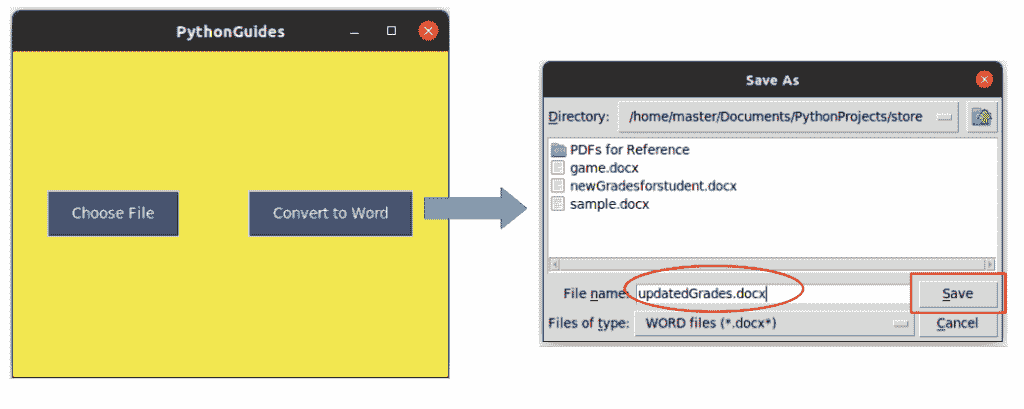 PythonGuides
Choose File
Convert to Word
Save As
Directory: /home/master/Documents/PythonProjects/store
PDFs for Reference
game.docx
newGradesforstudent.docx
sample.docx
File name: updatedGrades.docx
Save
Files of type: WORD files (*.docx*)
Cancel